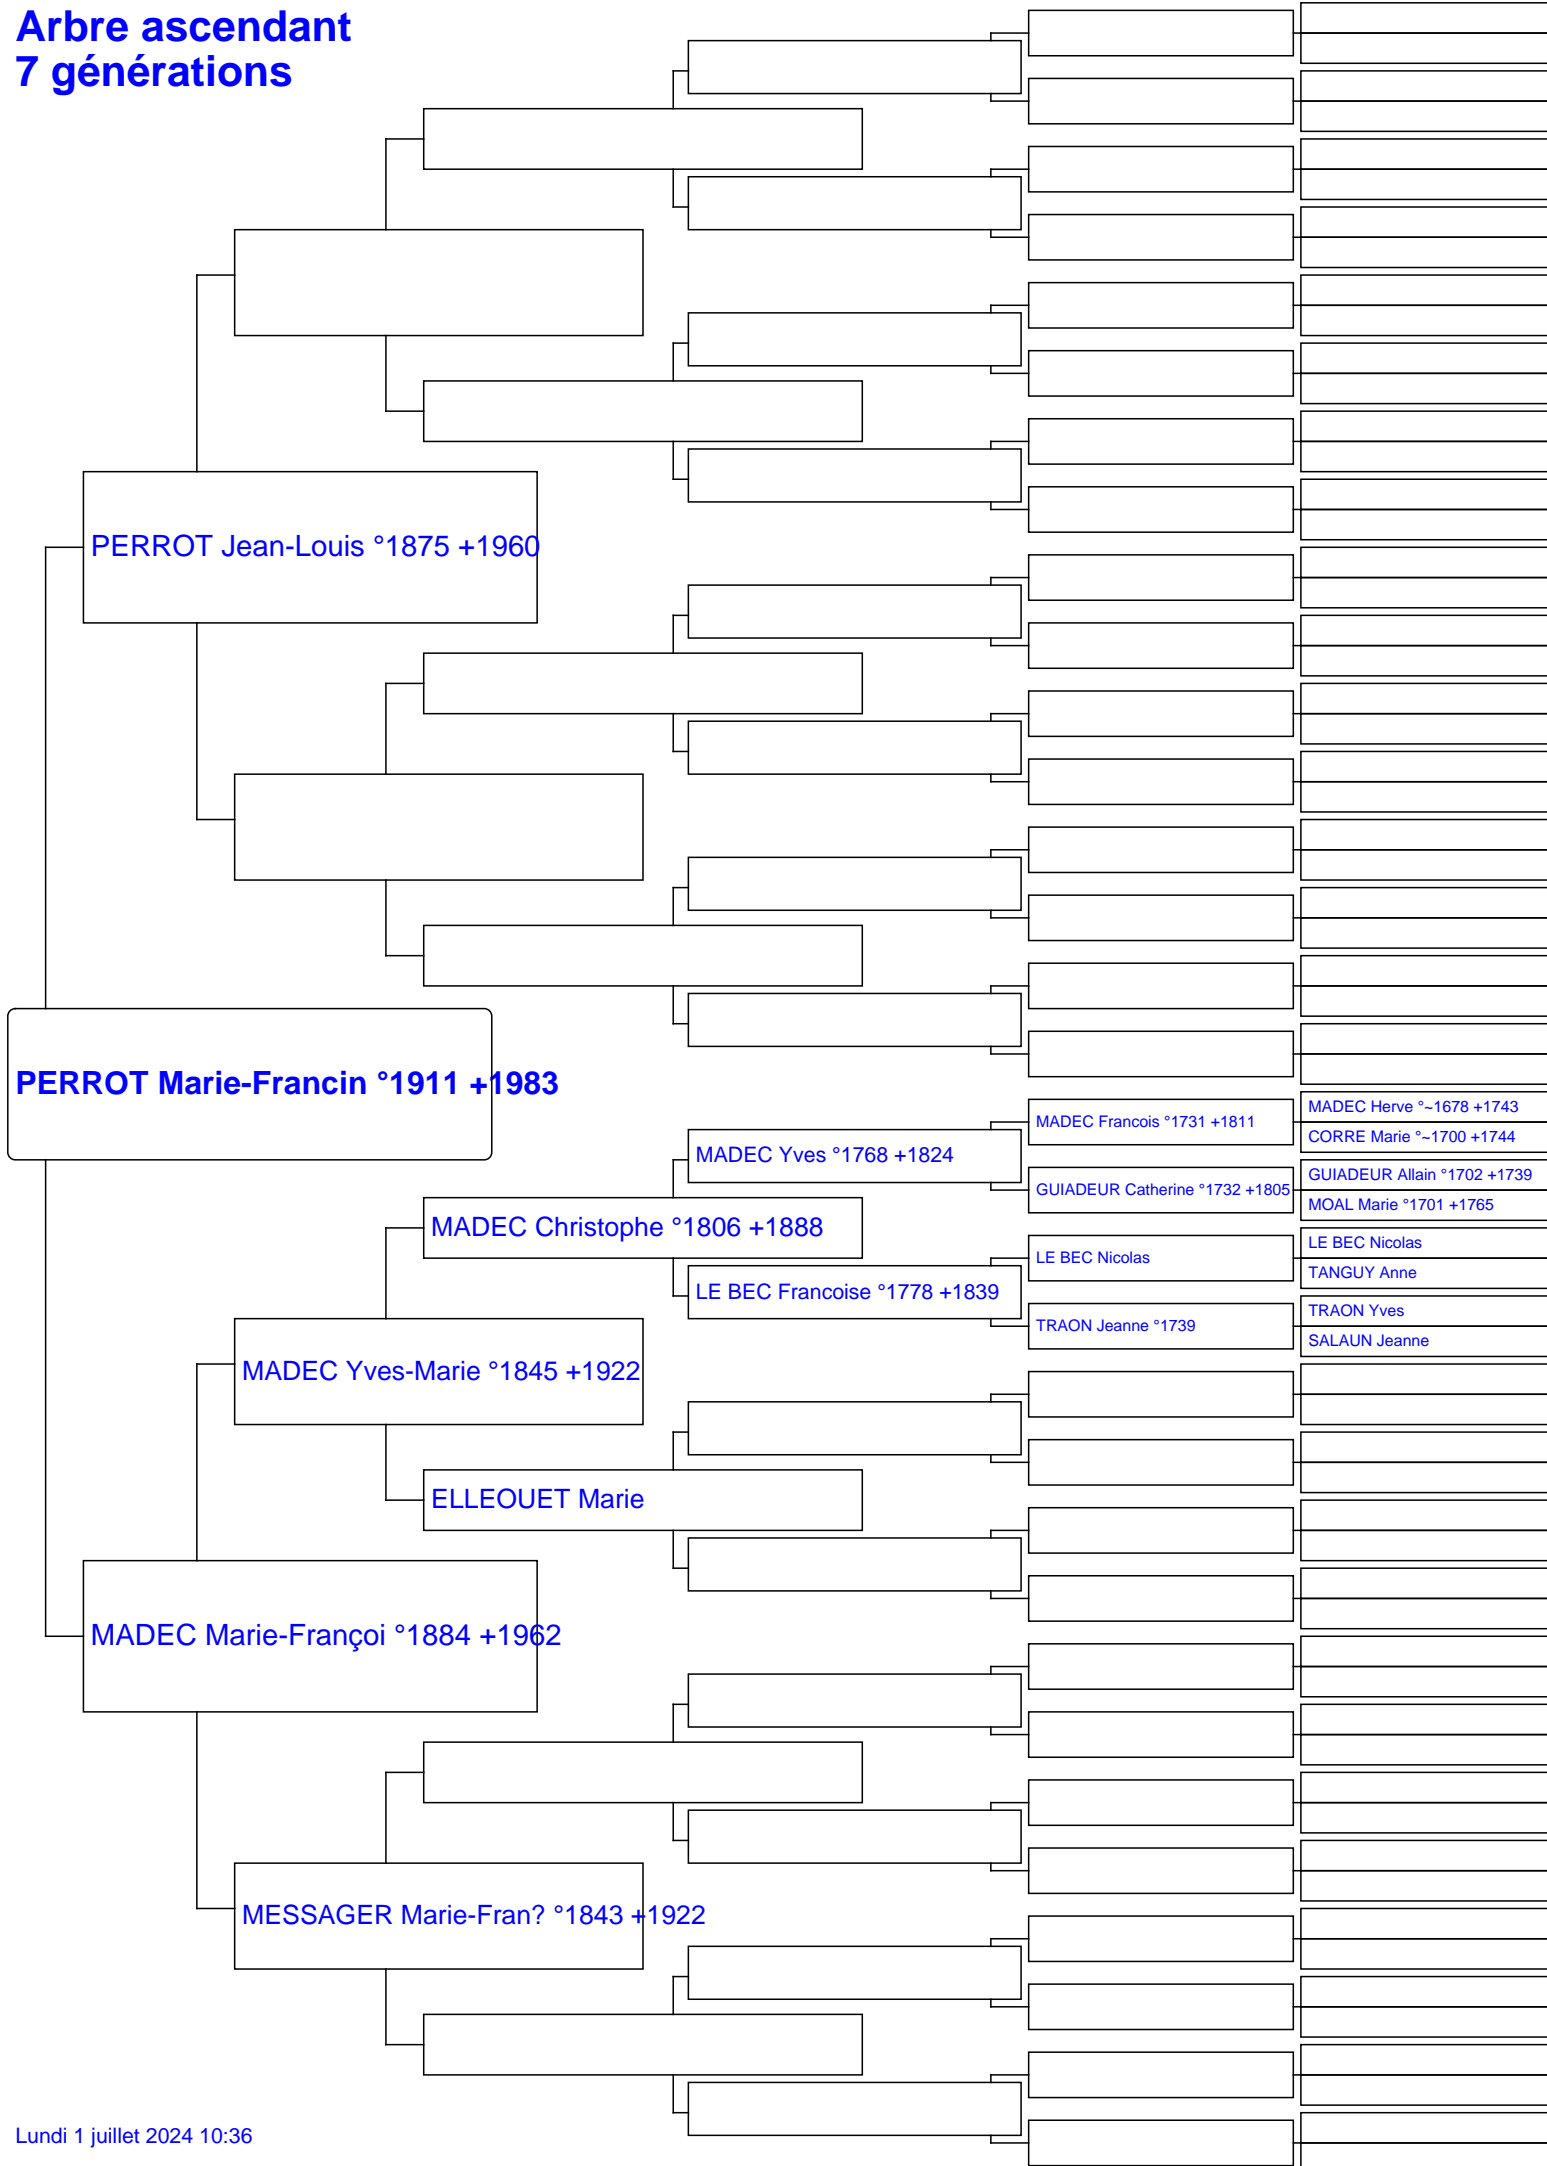 Arbre ascendant
7 générations
PERROT Jean-Louis °1875 +1960
PERROT Marie-Francin °1911 +1983
MADEC Francois °1731 +1811
MADEC Herve °~1678 +1743
CORRE Marie °~1700 +1744
MADEC Yves °1768 +1824
GUIADEUR Catherine °1732 +1805
GUIADEUR Allain °1702 +1739
MOAL Marie °1701 +1765
MADEC Christophe °1806 +1888
LE BEC Nicolas
LE BEC Nicolas
TANGUY Anne
LE BEC Francoise °1778 +1839
TRAON Jeanne °1739
TRAON Yves
SALAUN Jeanne
MADEC Yves-Marie °1845 +1922
ELLEOUET Marie
MADEC Marie-Françoi °1884 +1962
MESSAGER Marie-Fran? °1843 +1922
Lundi 1 juillet 2024 10:36